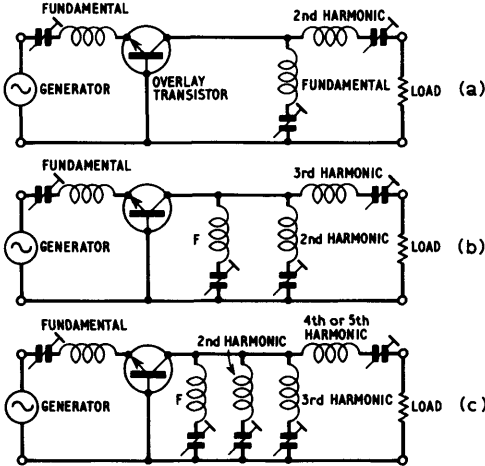 FUNDAMENTAL
2nd HARMONIC
GENERATOR
OVERLAY
TRANSISTOR
FUNDAMENTAL
LOAD
(a)
FUNDAMENTAL
3rd HARMONIC
GENERATOR
F
2nd HARMONIC
LOAD
(b)
FUNDAMENTAL
2nd HARMONIC
4th or 5th
HARMONIC
GENERATOR
F
3rd HARMONIC
LOAD
(c)